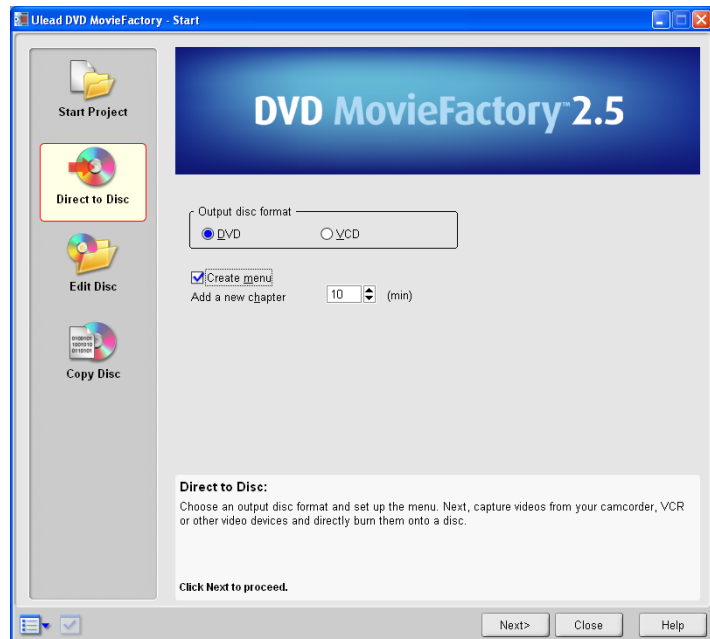 Ulead DVD MovieFactory - Start
Start Project
Direct to Disc
Edit Disc
Copy Disc
DVD MovieFactory™ 2.5
Output disc format
DVD
VCD
Create menu
Add a new chapter 10 (min)
Direct to Disc:
Choose an output disc format and set up the menu. Next, capture videos from your camcorder, VCR
or other video devices and directly burn them onto a disc.
Click Next to proceed.
Next> Close Help